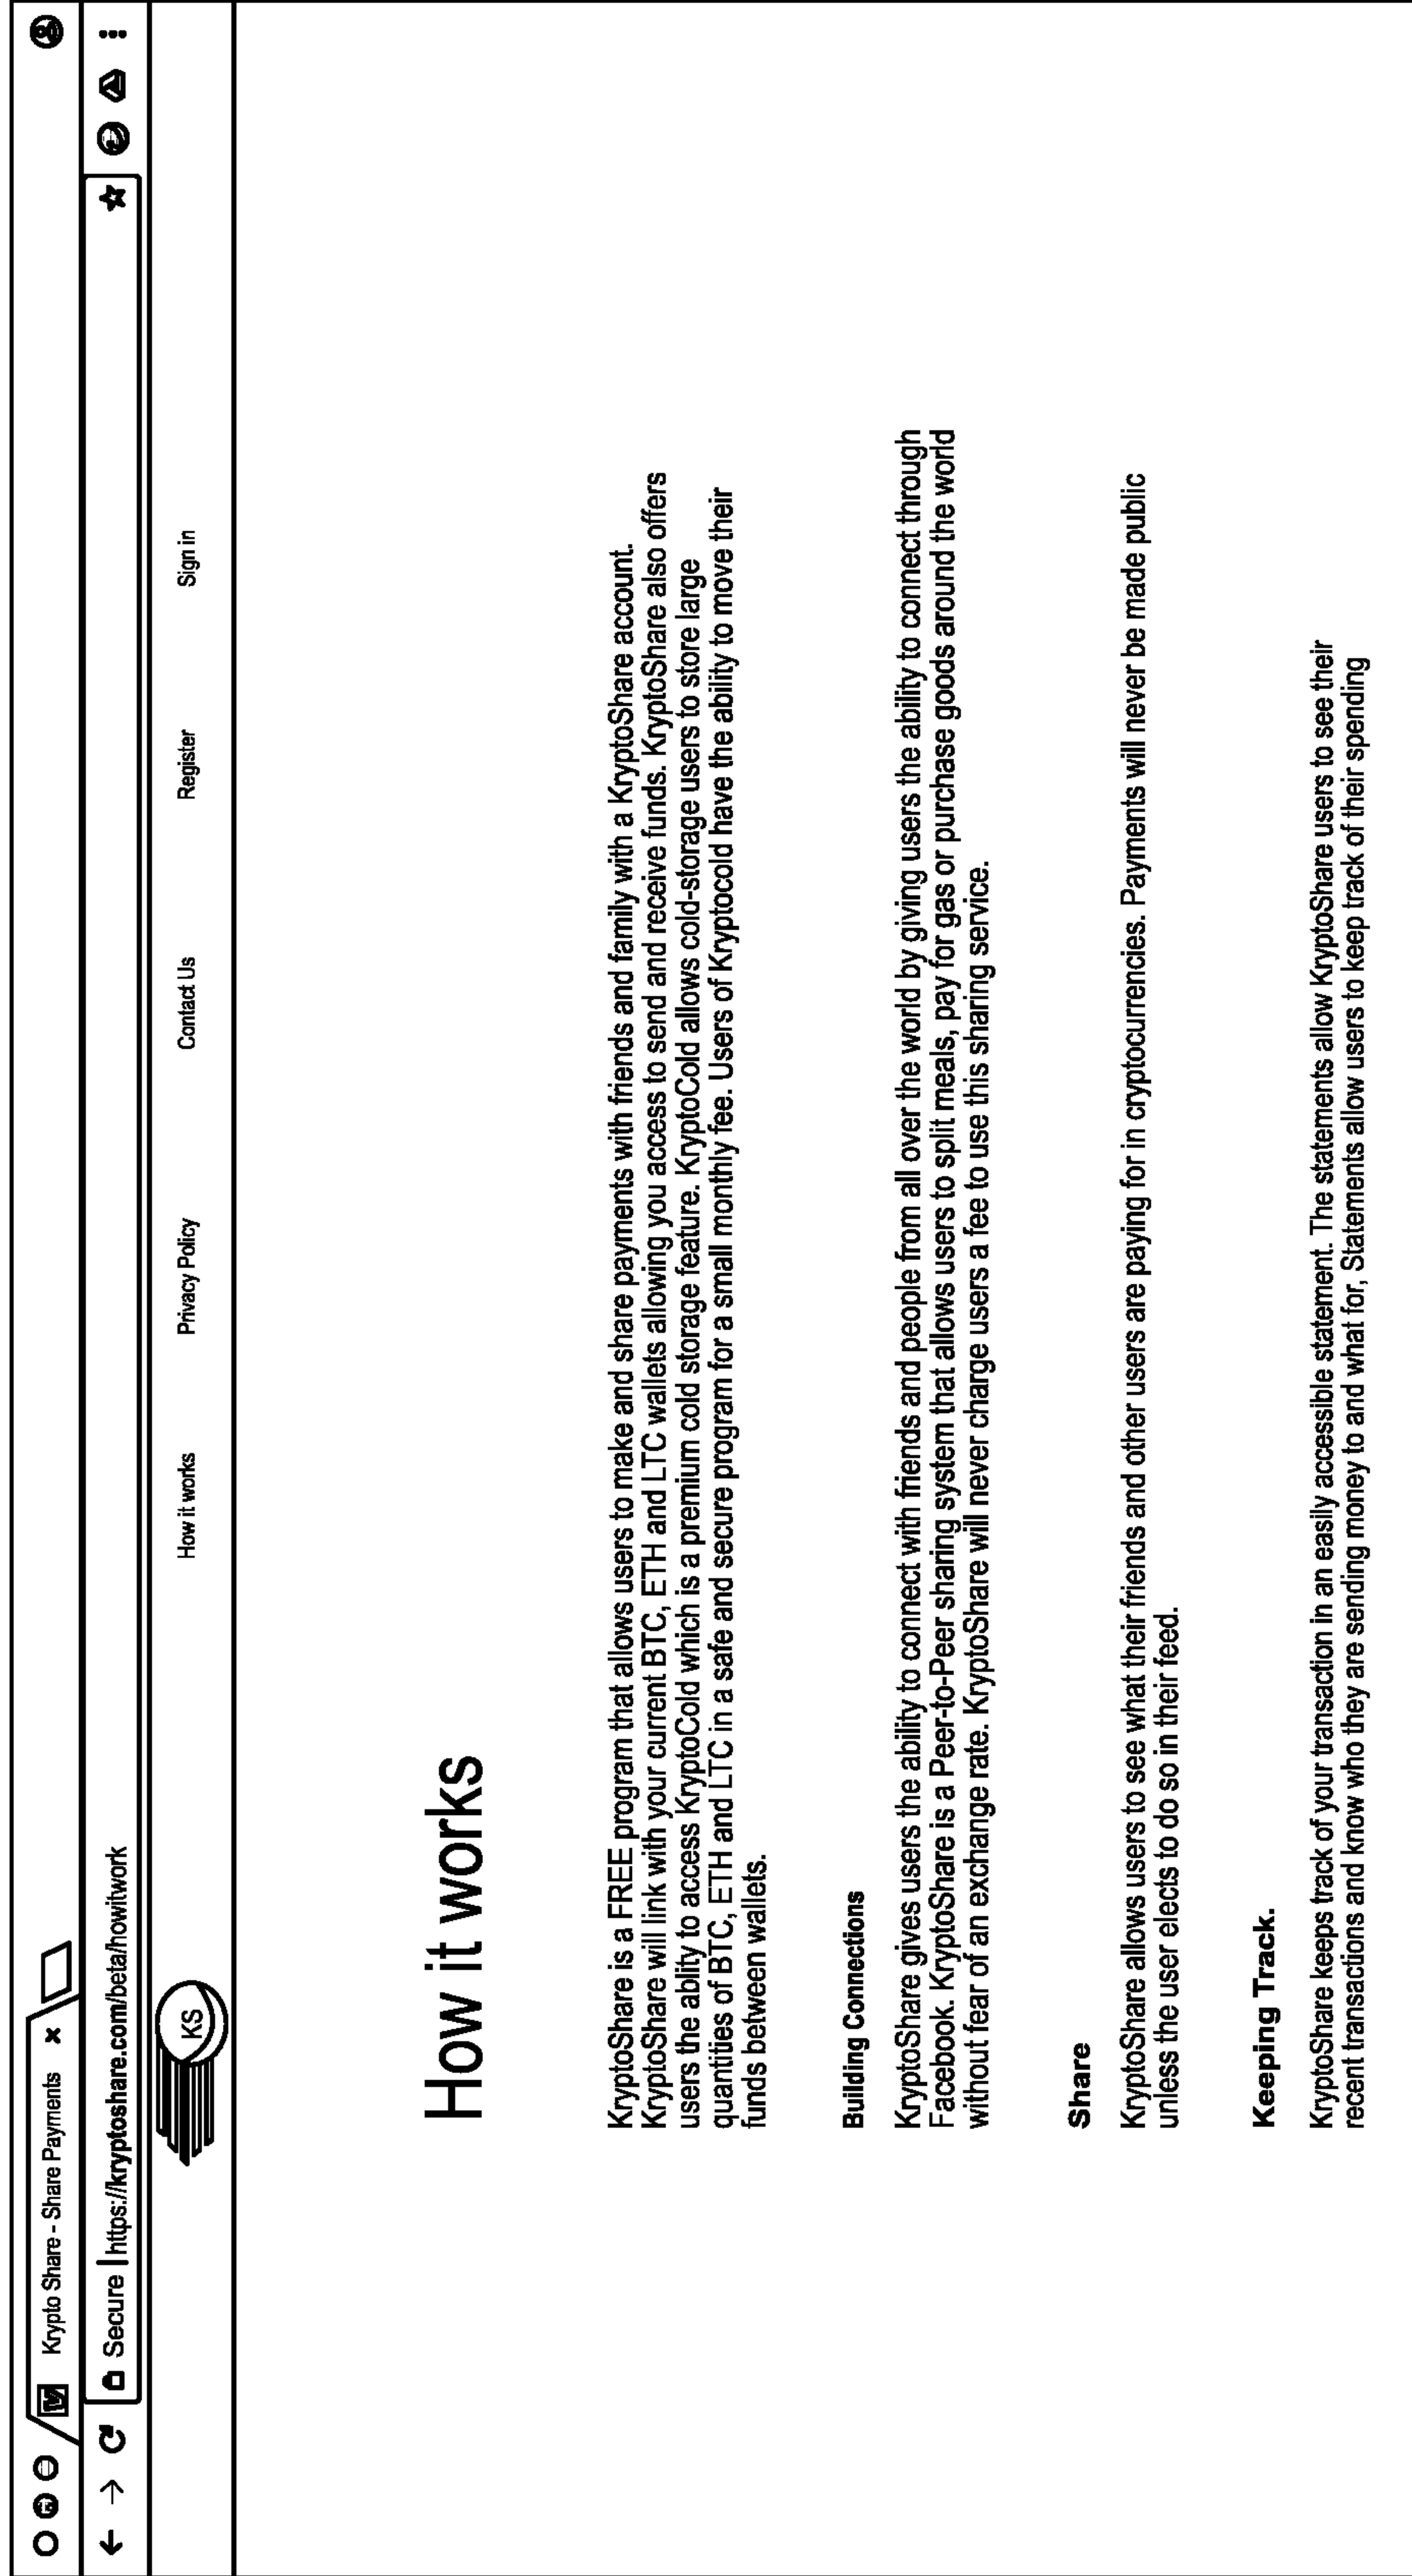 Krypto Share - Share Payments
Secure | https://kryptoshare.com/beta/howitwork
KS
How it works
Privacy Policy
Contact Us
Register
Sign in
How it works
KryptoShare is a FREE program that allows users to make and share payments with friends and family with a KryptoShare account.
KryptoShare will link with your current BTC, ETH and LTC wallets allowing you access to send and receive funds. KryptoShare also offers
users the ablity to access KryptoCold which is a premium cold storage feature. KryptoCold allows cold-storage users to store large
quantities of BTC, ETH and LTC in a safe and secure program for a small monthly fee. Users of Kryptocold have the ability to move their
funds between wallets.
Building Connections
KryptoShare gives users the ability to connect with friends and people from all over the world by giving users the ability to connect through
Facebook. KryptoShare is a Peer-to-Peer sharing system that allows users to split meals, pay for gas or purchase goods around the world
without fear of an exchange rate. KryptoShare will never charge users a fee to use this sharing service.
Share
KryptoShare allows users to see what their friends and other users are paying for in cryptocurrencies. Payments will never be made public
unless the user elects to do so in their feed.
Keeping Track.
KryptoShare keeps track of your transaction in an easily accessible statement. The statements allow KryptoShare users to see their
recent transactions and know who they are sending money to and what for, Statements allow users to keep track of their spending